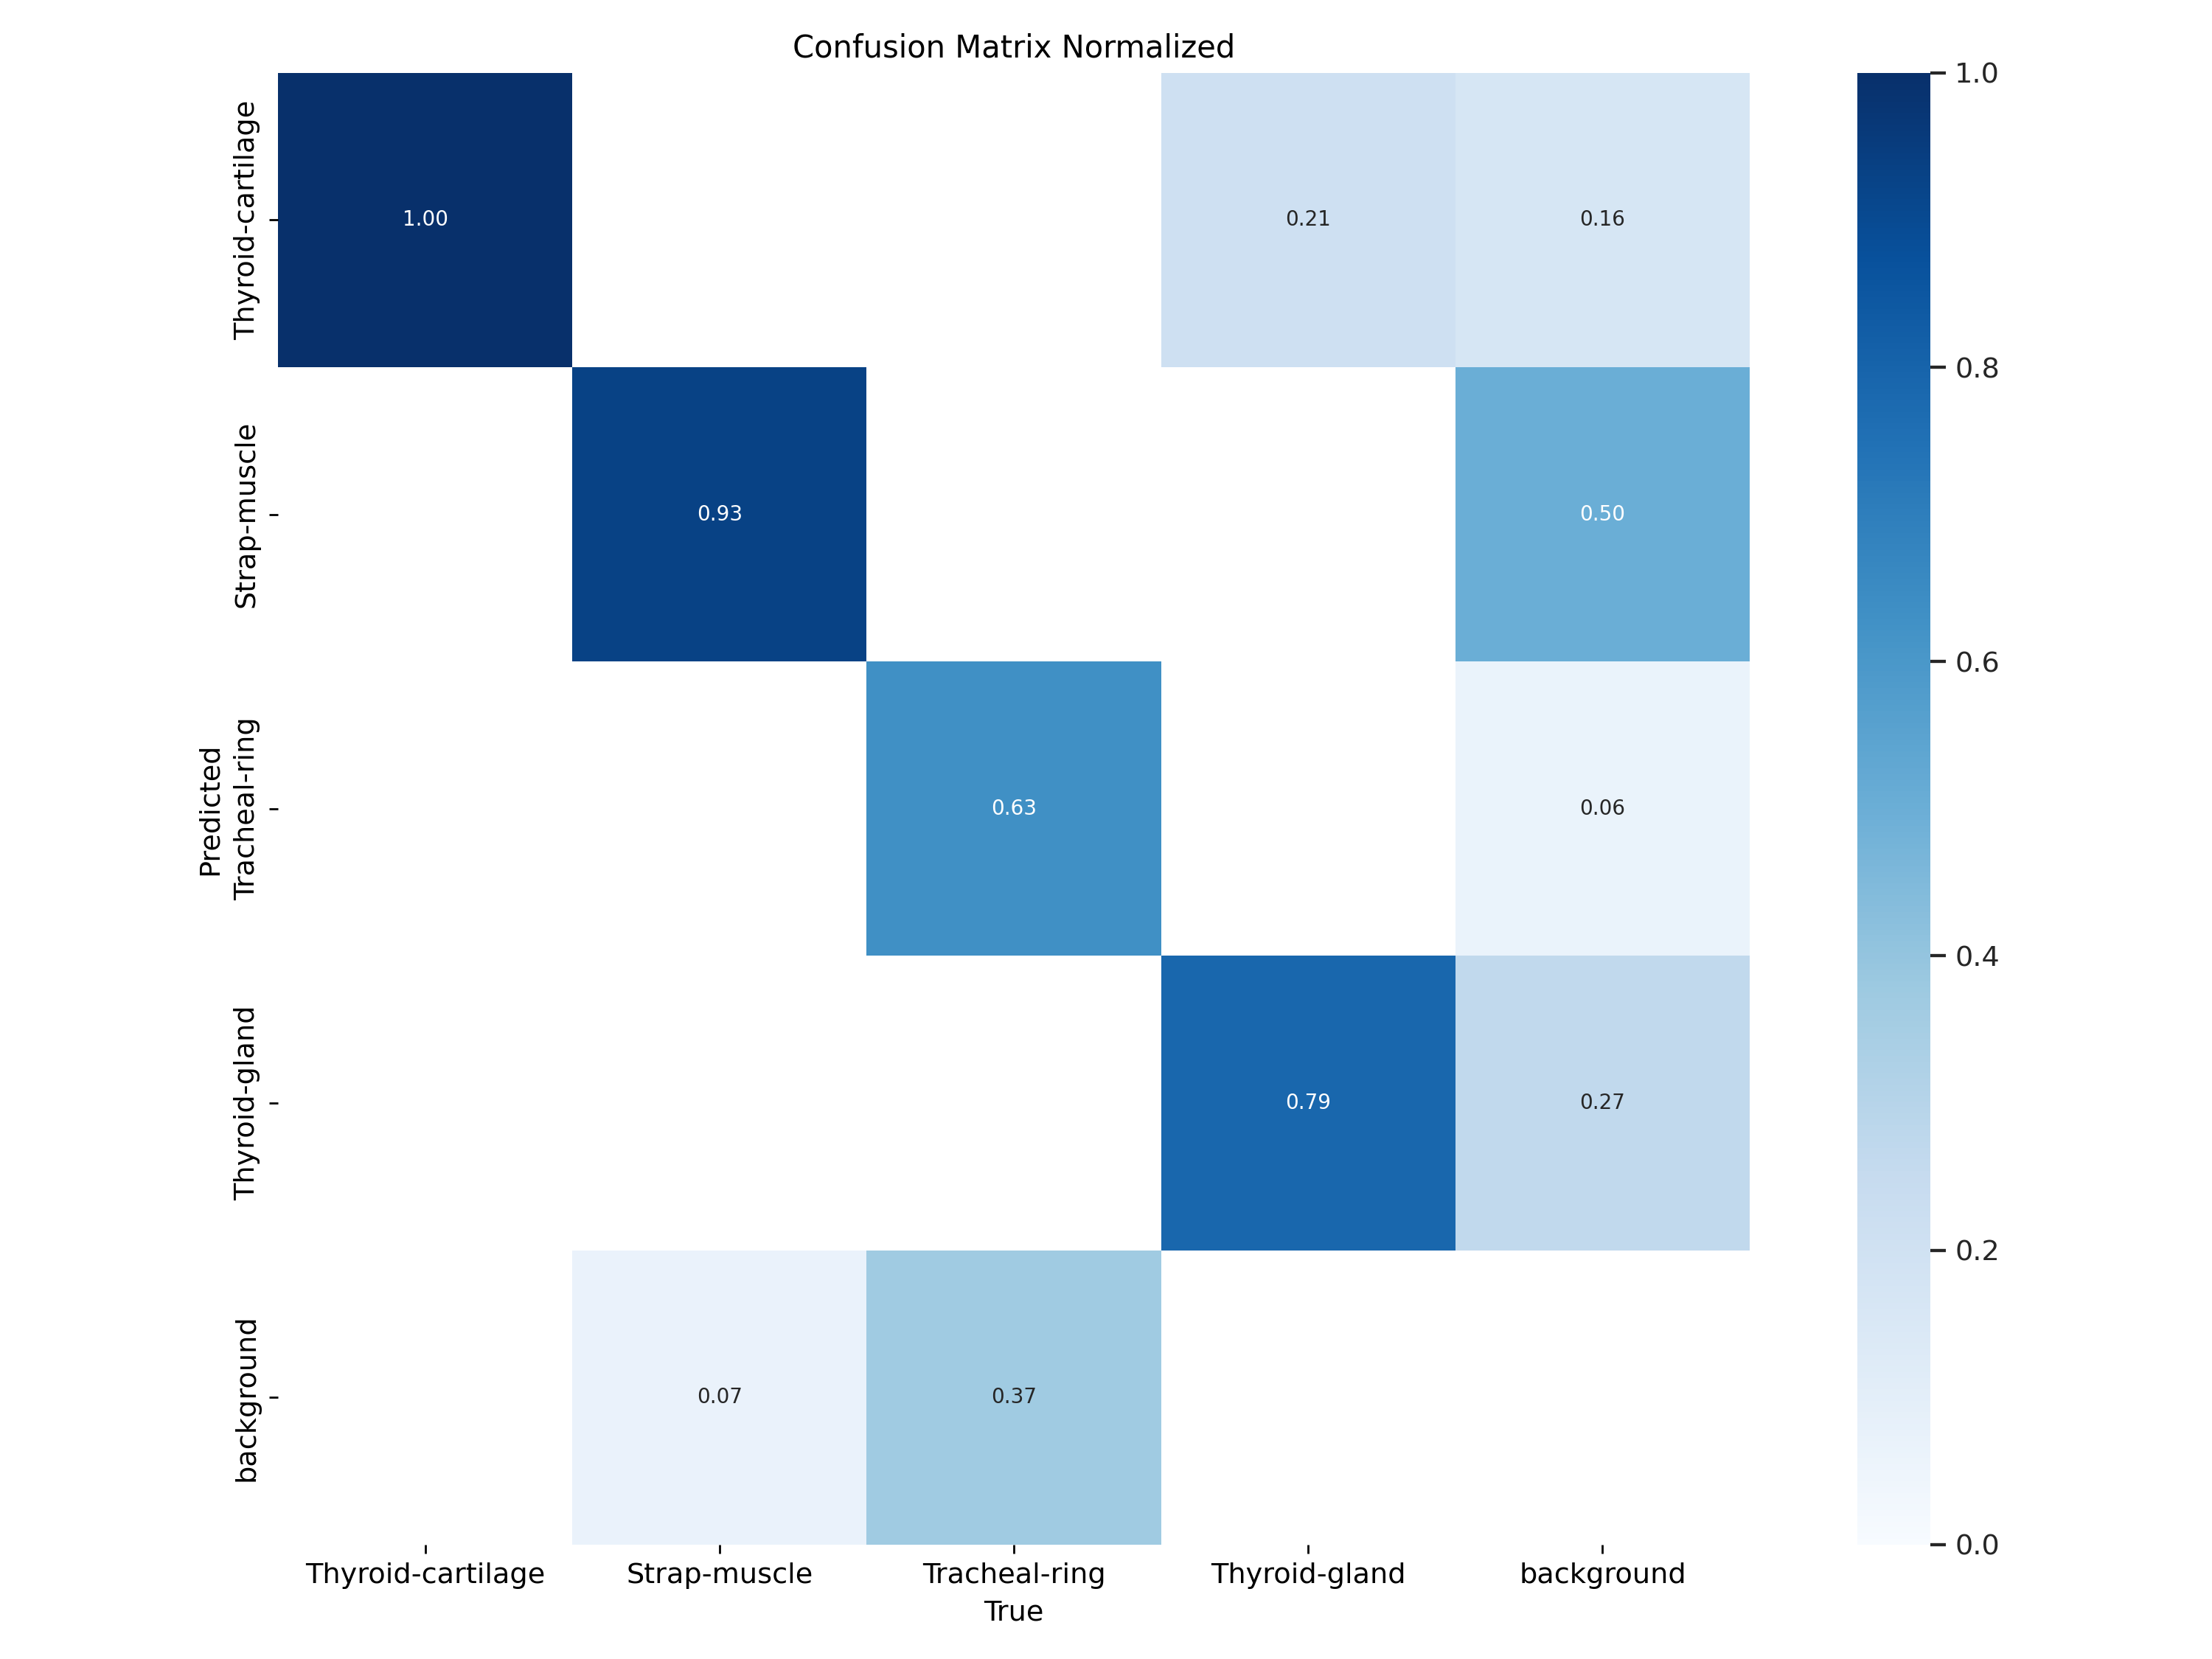 Confusion Matrix Normalized
Thyroid-cartilage
1.00
0.21
0.16
Strap-muscle
0.93
0.50
Predicted
Tracheal-ring
0.63
0.06
Thyroid-gland
0.79
0.27
background
0.07
0.37
Thyroid-cartilage
Strap-muscle
Tracheal-ring
Thyroid-gland
background
True
1.0
0.8
0.6
0.4
0.2
0.0